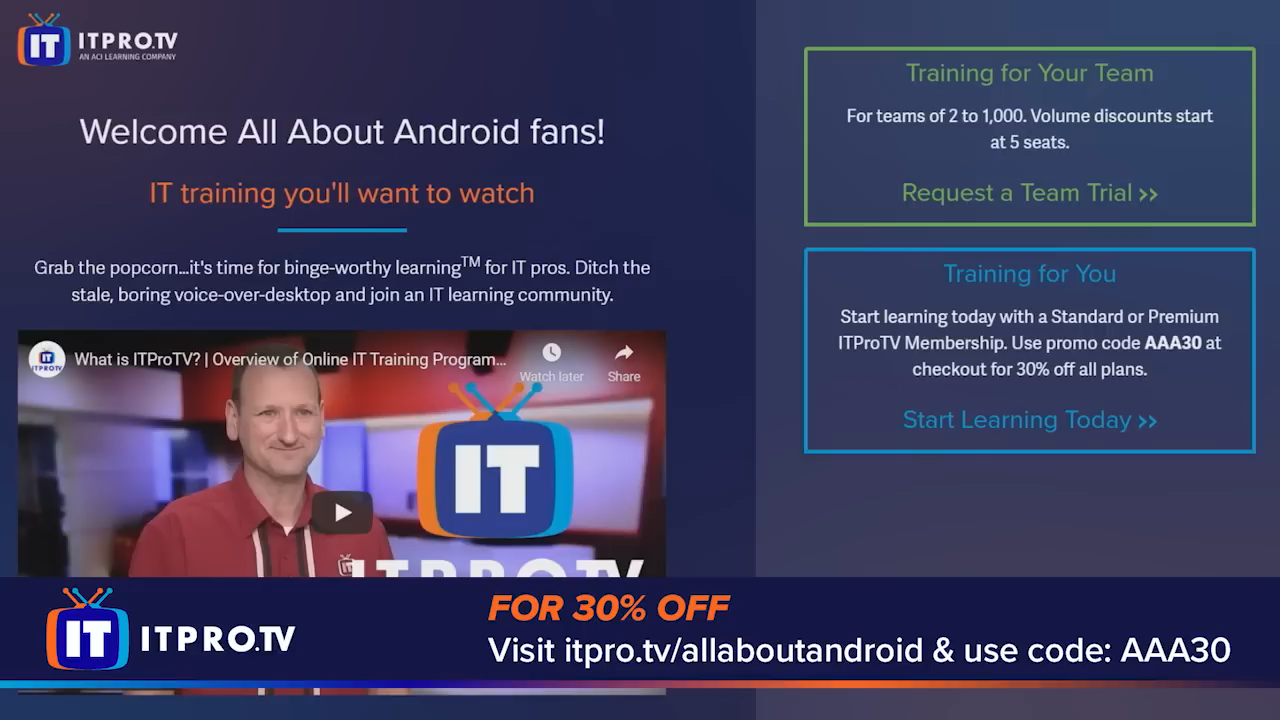 IT ITPRO.TV
AN ACI LEARNING COMPANY
Welcome All About Android fans!
IT training you'll want to watch
Grab the popcorn...it's time for binge-worthy learning™ for IT pros. Ditch the
stale, boring voice-over-desktop and join an IT learning community.
IT
ITPROTV
What is ITProTV? | Overview of Online IT Training Program...
Watch later
Share
IT
ITPRO.TV
Training for Your Team
For teams of 2 to 1,000. Volume discounts start
at 5 seats.
Request a Team Trial >>
Training for You
Start learning today with a Standard or Premium
ITProTV Membership. Use promo code AAA30 at
checkout for 30% off all plans.
Start Learning Today >>
IT ITPRO.TV
FOR 30% OFF
Visit itpro.tv/allaboutandroid & use code: AAA30